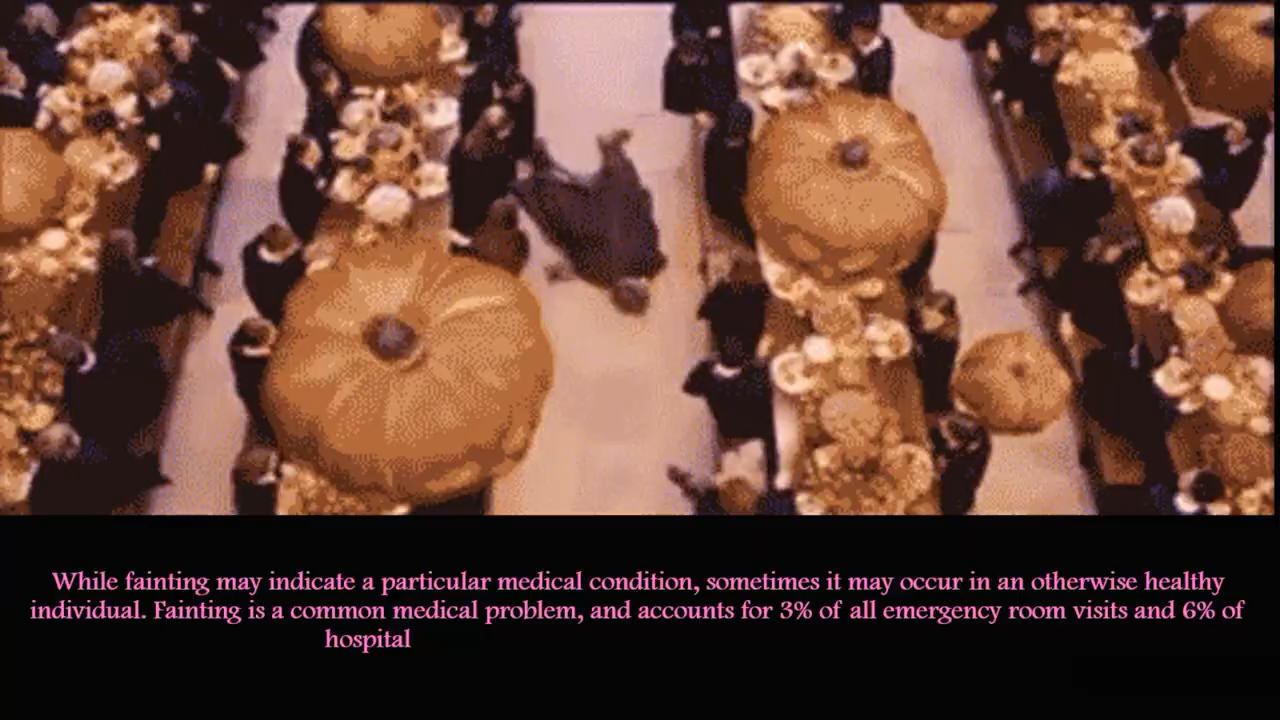 While fainting may indicate a particular medical condition, sometimes it may occur in an otherwise healthy
individual. Fainting is a common medical problem, and accounts for 3% of all emergency room visits and 6% of
hospital